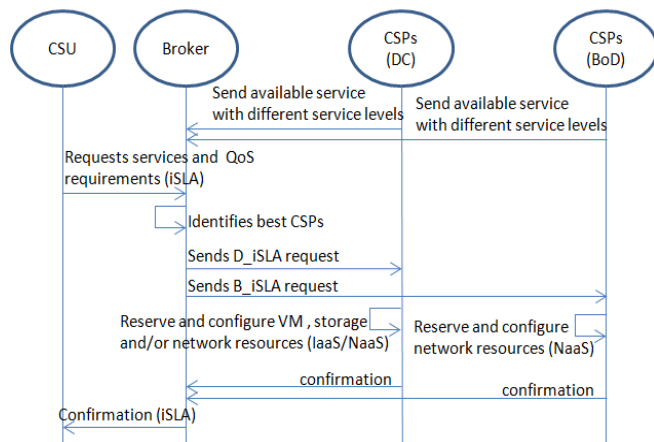 CSU
Broker
CSPs
(DC)
CSPs
(BoD)
Send available service
with different service levels
Send available service
with different service levels
Requests services and QoS
requirements (iSLA)
Identifies best CSPs
Sends D_iSLA request
Sends B_iSLA request
Reserve and configure VM , storage
and/or network resources (IaaS/NaaS)
Reserve and configure
network resources (NaaS)
confirmation
confirmation
Confirmation (iSLA)